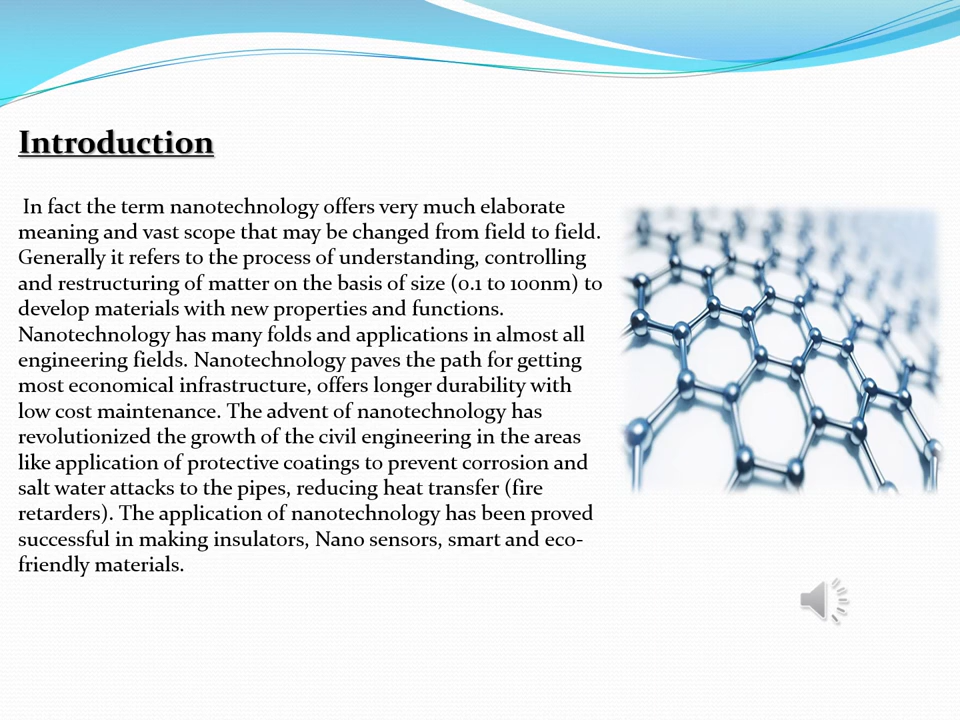 Introduction
In fact the term nanotechnology offers very much elaborate
meaning and vast scope that may be changed from field to field.
Generally it refers to the process of understanding, controlling
and restructuring of matter on the basis of size (0.1 to 100nm) to
develop materials with new properties and functions.
Nanotechnology has many folds and applications in almost all
engineering fields. Nanotechnology paves the path for getting
most economical infrastructure, offers longer durability with
low cost maintenance. The advent of nanotechnology has
revolutionized the growth of the civil engineering in the areas
like application of protective coatings to prevent corrosion and
salt water attacks to the pipes, reducing heat transfer (fire
retarders). The application of nanotechnology has been proved
successful in making insulators, Nano sensors, smart and eco-
friendly materials.